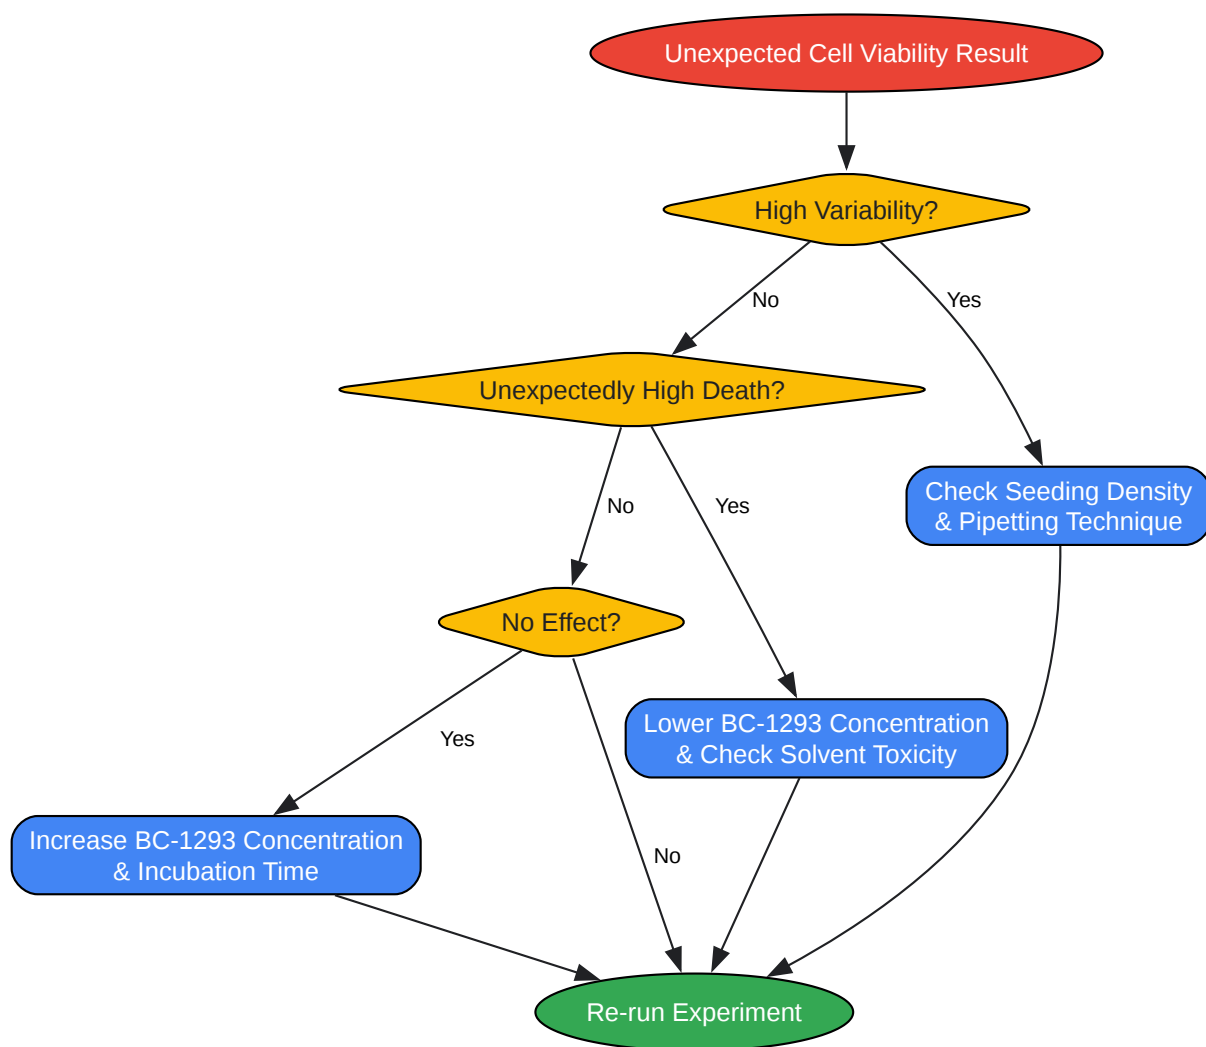 Unexpected Cell Viability Result
High Variability?
No
Yes
Unexpectedly High Death?
No
Yes
Check Seeding Density
& Pipetting Technique
No Effect?
Yes
No
Lower BC-1293 Concentration
& Check Solvent Toxicity
Increase BC-1293 Concentration
& Incubation Time
Re-run Experiment